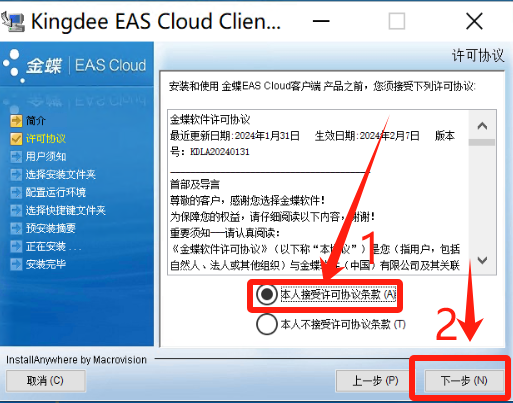 Kingdee EAS Cloud Clien...
许可协议
金蝶 EAS Cloud
简介
许可协议
用户须知
选择安装文件夹
配置运行环境
选择快捷键文件夹
预安装摘要
正在安装...
安装完毕
安装和使用 金蝶EAS Cloud客户端 产品之前，您须接受下列许可协议:
金蝶软件许可协议
最近更新日期:2024年1月31日 生效日期:2024年2月7日 版本
号: KDLA20240131
首部及导言
尊敬的客户，感谢您选择金蝶软件！
为保障您的权益，请仔细阅读以下内容，谢谢！
重要须知—请认真阅读：
《金蝶软件许可协议》（以下称“本协议”）是您（指用户，包括
自然人、法人或其他组织）与金蝶软件（中国）有限公司及其关联
1
本人接受许可协议条款 (A)
本人不接受许可协议条款 (T)
2
InstallAnywhere by Macrovision
取消 (C)
上一步 (P)
下一步 (N)